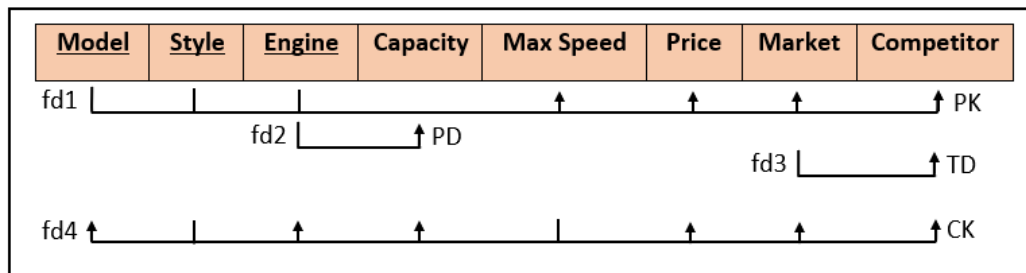 Model Style Engine Capacity Max Speed Price Market Competitor
fd1 PK
fd2 PD
fd3 TD
fd4 CK